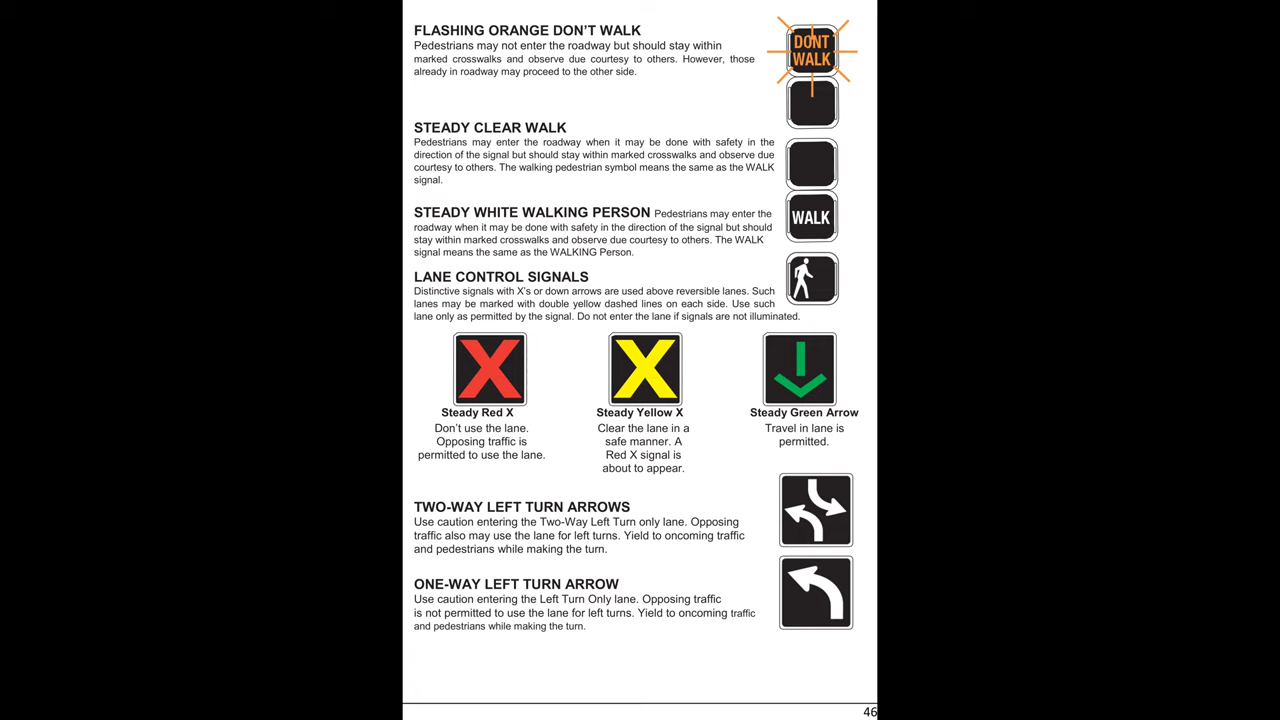 FLASHING ORANGE DON'T WALK
Pedestrians may not enter the roadway but should stay within
marked crosswalks and observe due courtesy to others. However, those
already in roadway may proceed to the other side.
DONT
WALK
STEADY CLEAR WALK
Pedestrians may enter the roadway when it may be done with safety in the
direction of the signal but should stay within marked crosswalks and observe due
courtesy to others. The walking pedestrian symbol means the same as the WALK
signal.
STEADY WHITE WALKING PERSON Pedestrians may enter the
roadway when it may be done with safety in the direction of the signal but should
stay within marked crosswalks and observe due courtesy to others. The WALK
signal means the same as the WALKING Person.
WALK
LANE CONTROL SIGNALS
Distinctive signals with X's or down arrows are used above reversible lanes. Such
lanes may be marked with double yellow dashed lines on each side. Use such
lane only as permitted by the signal. Do not enter the lane if signals are not illuminated.
X
Steady Red X
Don't use the lane.
Opposing traffic is
permitted to use the lane.
X
Steady Yellow X
Clear the lane in a
safe manner. A
Red X signal is
about to appear.
Steady Green Arrow
Travel in lane is
permitted.
TWO-WAY LEFT TURN ARROWS
Use caution entering the Two-Way Left Turn only lane. Opposing
traffic also may use the lane for left turns. Yield to oncoming traffic
and pedestrians while making the turn.
ONE-WAY LEFT TURN ARROW
Use caution entering the Left Turn Only lane. Opposing traffic
is not permitted to use the lane for left turns. Yield to oncoming traffic
and pedestrians while making the turn.
46